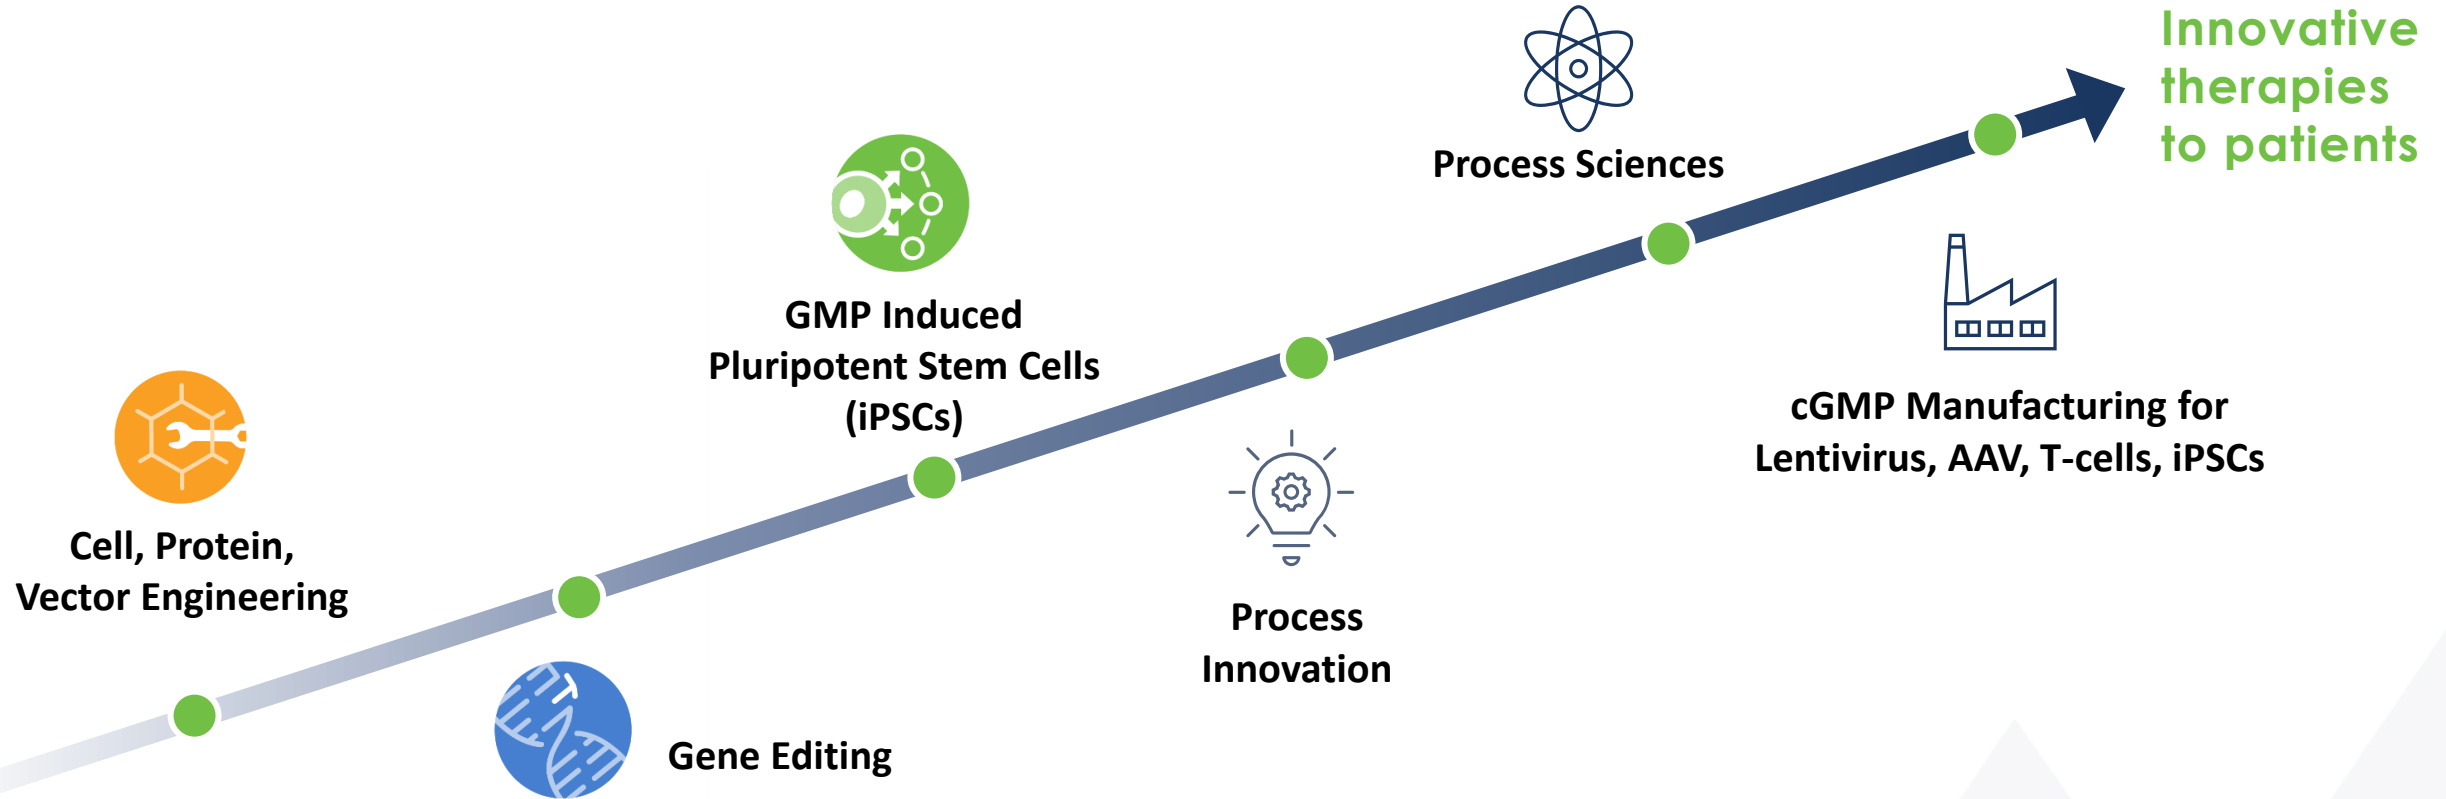 Innovative
therapies
to patients
Process Sciences
GMP Induced
Pluripotent Stem Cells
(iPSCs)
cGMP Manufacturing for
Lentivirus, AAV, T-cells, iPSCs
Cell, Protein,
Vector Engineering
Process
Innovation
Gene Editing